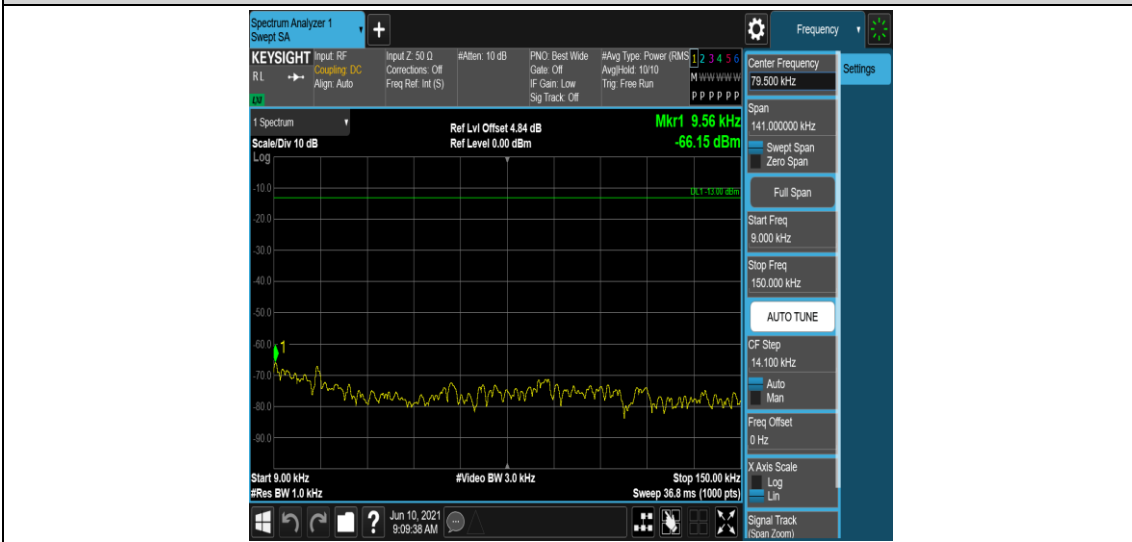 Spectrum Analyzer 1
Swept SA
+
Frequency
KEYSIGHT
R L
LXI
Input: RF
Coupling: DC
Align: Auto
Input Z: 50 Ω
Corrections: Off
Freq Ref: Int (S)
#Atten: 10 dB
PNO: Best Wide
Gate: Off
IF Gain: Low
Sig Track: Off
#Avg Type: Power (RMS
Avg|Hold: 10/10
Trig: Free Run
1 2 3 4 5 6
M W W W W W
P P P P P P
1 Spectrum
Scale/Div 10 dB
Log
Ref Lvl Offset 4.84 dB
Ref Level 0.00 dBm
Mkr1 9.56 kHz
-66.15 dBm
DL1 -13.00 dBm
-10.0
-20.0
-30.0
-40.0
-50.0
-60.0
1
-70.0
-80.0
-90.0
Start 9.00 kHz
#Res BW 1.0 kHz
#Video BW 3.0 kHz
Stop 150.00 kHz
Sweep 36.8 ms (1000 pts)
Center Frequency
79.500 kHz
Settings
Span
141.000000 kHz
Swept Span
Zero Span
Full Span
Start Freq
9.000 kHz
Stop Freq
150.000 kHz
AUTO TUNE
CF Step
14.100 kHz
Auto
Man
Freq Offset
0 Hz
X Axis Scale
Log
Lin
Signal Track
(Span Zoom)
?
Jun 10, 2021
9:09:38 AM